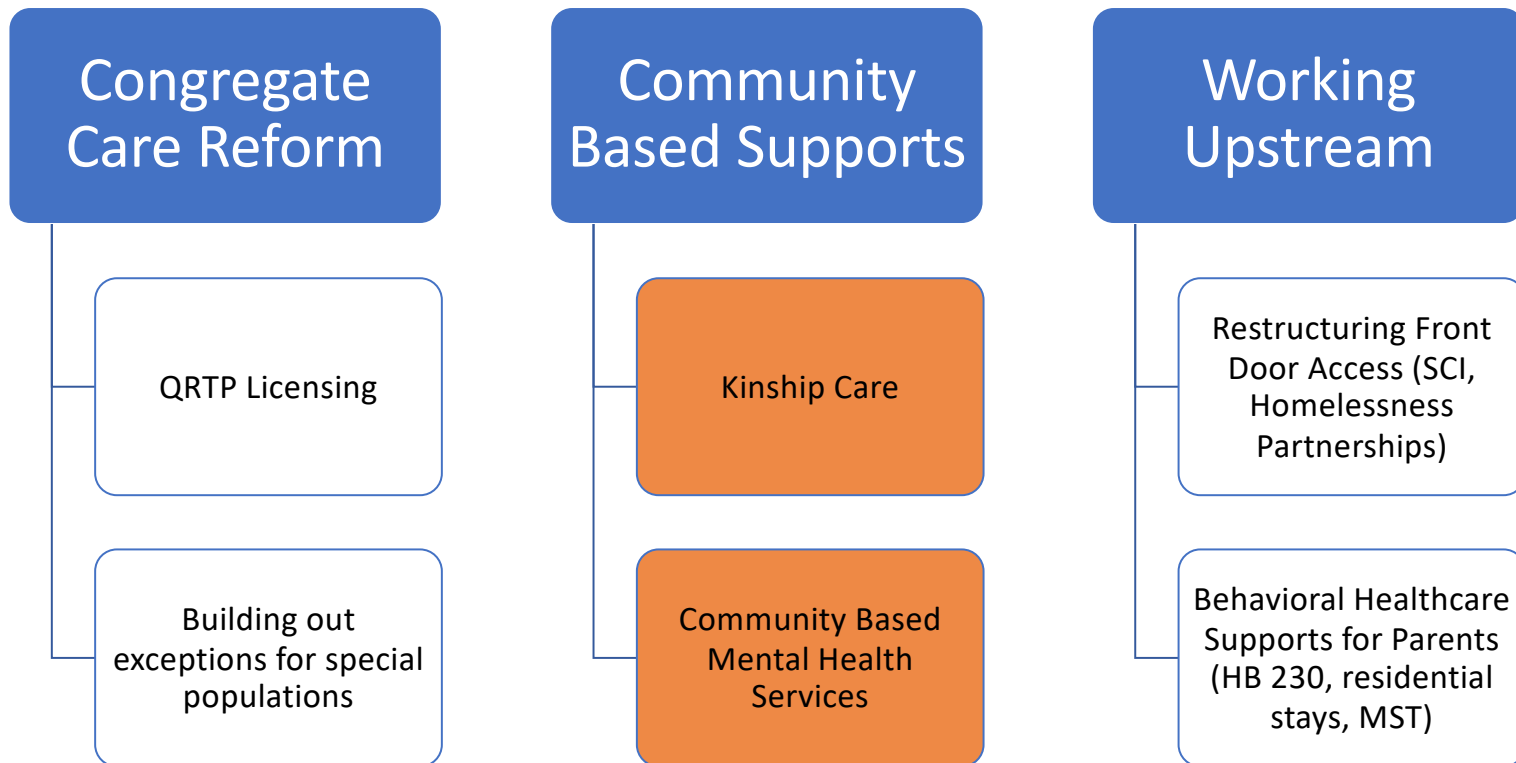 Congregate
Care Reform
QRTP Licensing
Building out
exceptions for special
populations
Community
Based Supports
Kinship Care
Community Based
Mental Health
Services
Working
Upstream
Restructuring Front
Door Access (SCI,
Homelessness
Partnerships)
Behavioral Healthcare
Supports for Parents
(HB 230, residential
stays, MST)